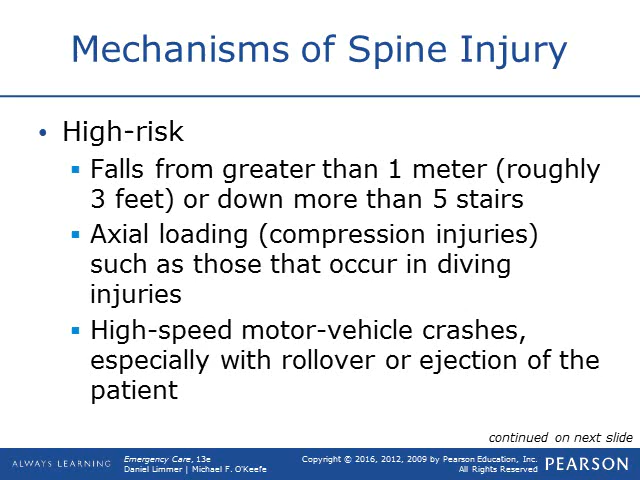 Mechanisms of Spine Injury
• High-risk
▪ Falls from greater than 1 meter (roughly
3 feet) or down more than 5 stairs
▪ Axial loading (compression injuries)
such as those that occur in diving
injuries
▪ High-speed motor-vehicle crashes,
especially with rollover or ejection of the
patient
continued on next slide
ALWAYS LEARNING
Emergency Care, 13e
Daniel Limmer | Michael F. O'Keefe
Copyright © 2016, 2012, 2009 by Pearson Education, Inc.
All Rights Reserved
PEARSON